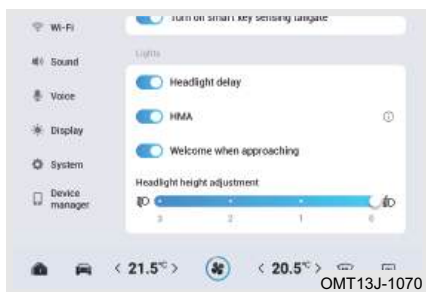 Turn on smart key sensing tailgate
Wi-Fi
Lights
Sound
Headlight delay
Voice
HMA
Display
Welcome when approaching
System
Headlight height adjustment
Device
manager
3 2 1 0
< 21.5°C > < 20.5°C >
OMT13J-1070